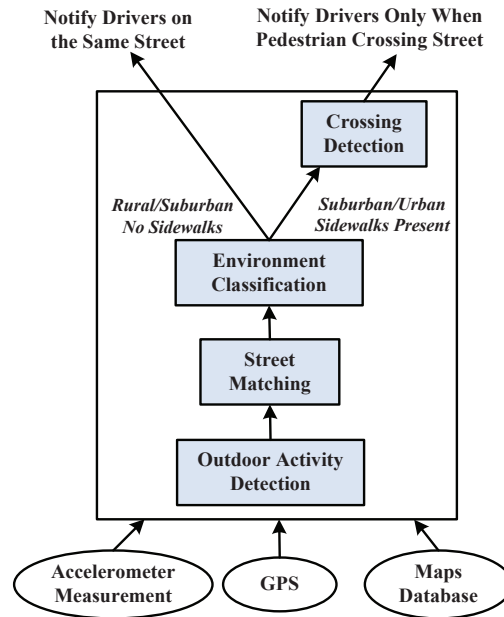 Notify Drivers on
the Same Street
Notify Drivers Only When
Pedestrian Crossing Street
Crossing
Detection
Rural/Suburban
No Sidewalks
Suburban/Urban
Sidewalks Present
Environment
Classification
Street
Matching
Outdoor Activity
Detection
Accelerometer
Measurement
GPS
Maps
Database